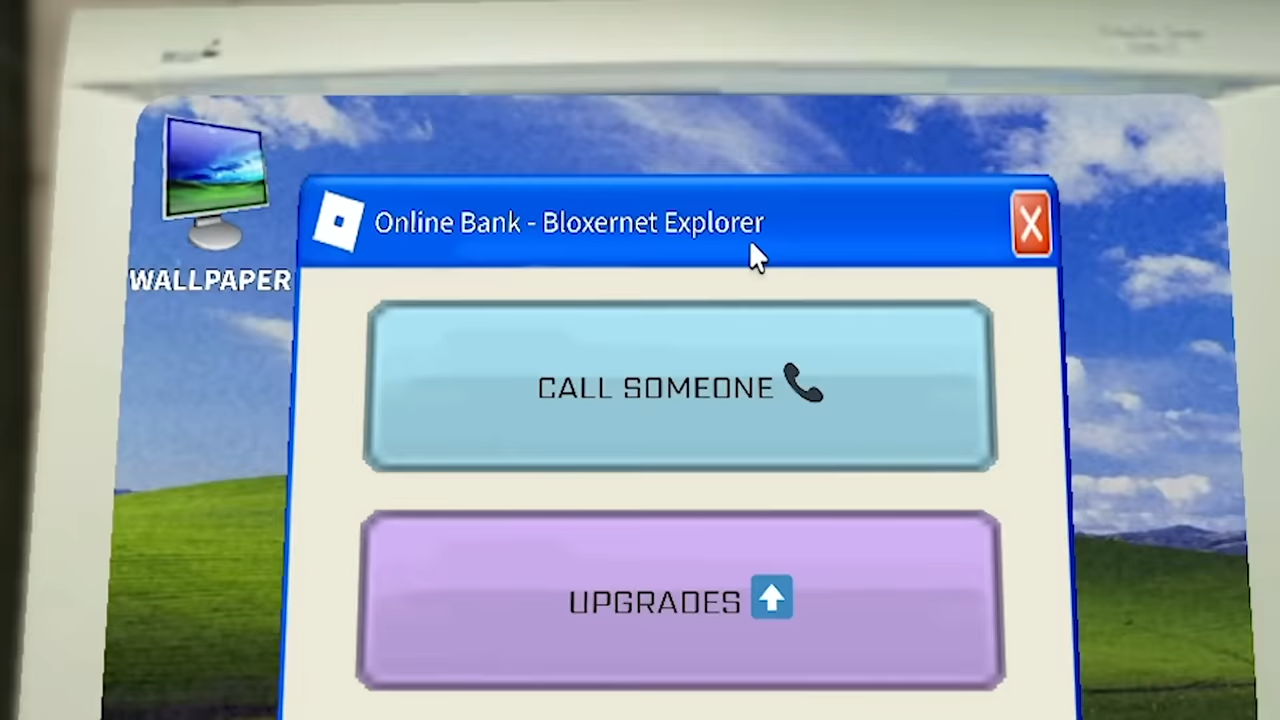 WALLPAPER
Online Bank - Bloxernet Explorer
X
CALL SOMEONE
UPGRADES